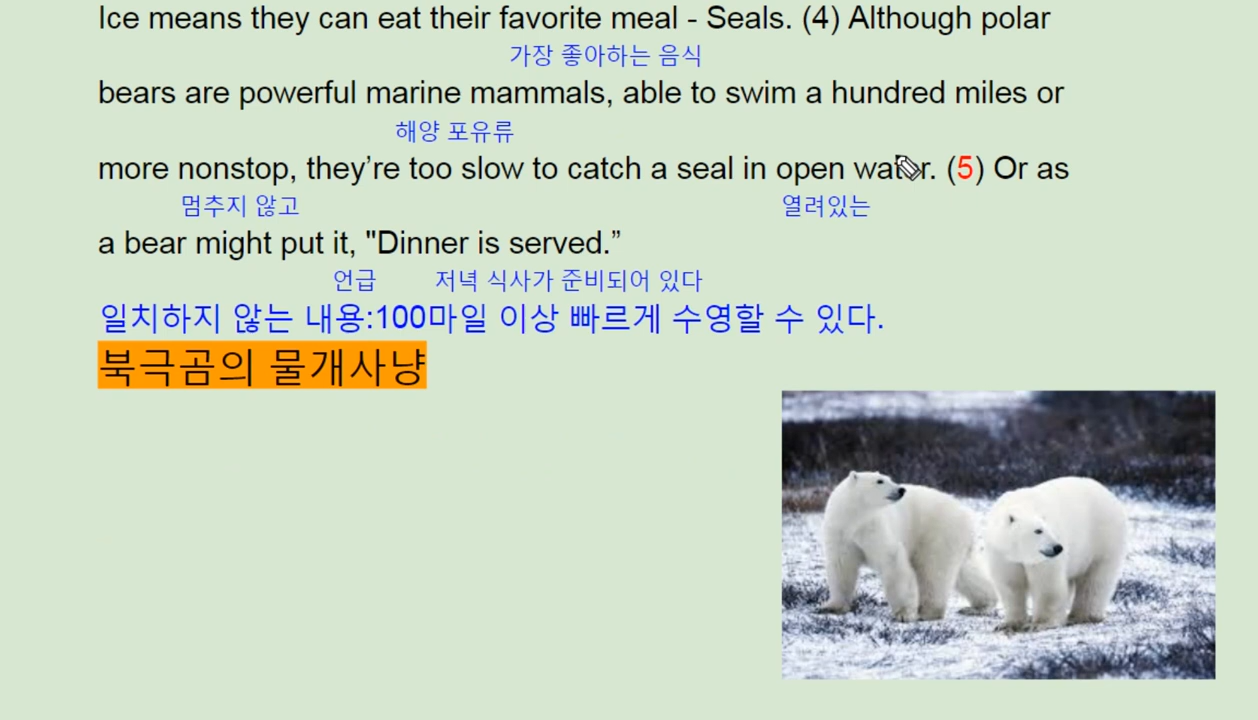 Ice means they can eat their favorite meal - Seals. (4) Although polar
가장 좋아하는 음식
bears are powerful marine mammals, able to swim a hundred miles or
해양 포유류
more nonstop, they're too slow to catch a seal in open water. (5) Or as
멈추지 않고 열려있는
a bear might put it, "Dinner is served.”
언급 저녁 식사가 준비되어 있다
일치하지 않는 내용:100마일 이상 빠르게 수영할 수 있다.
북극곰의 물개사냥